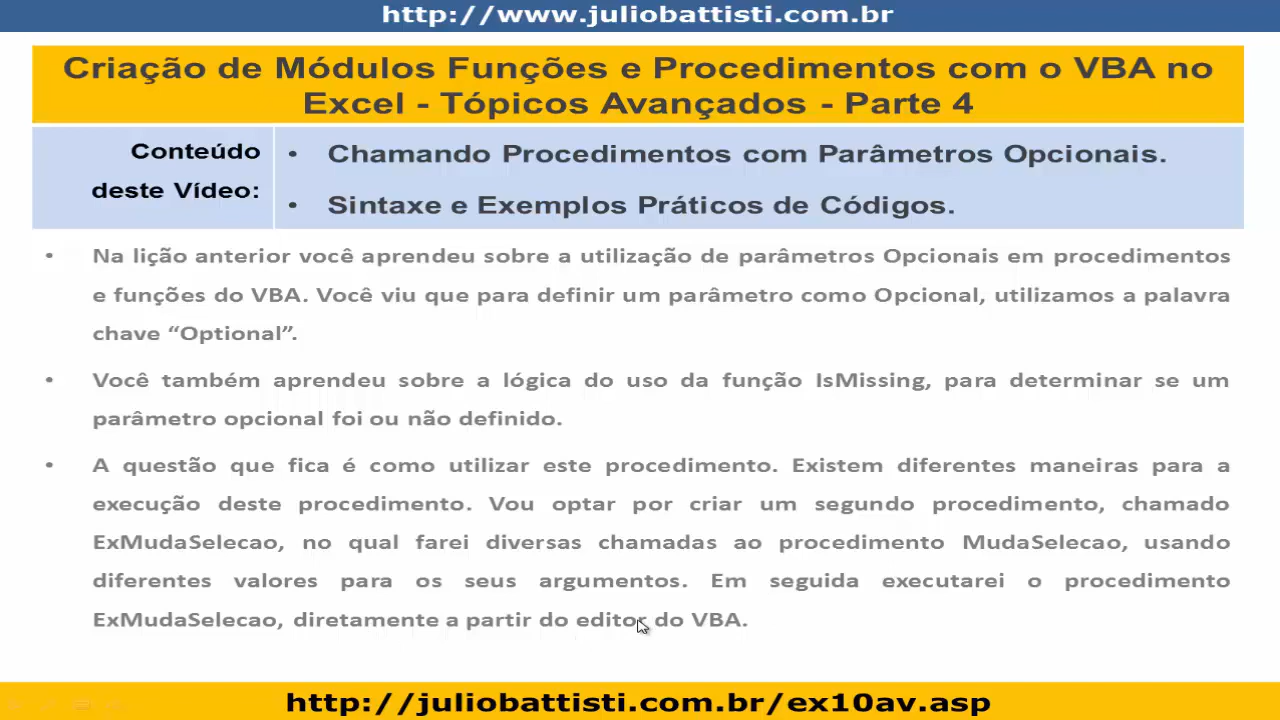 http://www.juliobattisti.com.br
Criação de Módulos Funções e Procedimentos com o VBA no
Excel - Tópicos Avançados - Parte 4
Conteúdo
deste Vídeo:
• Chamando Procedimentos com Parâmetros Opcionais.
• Sintaxe e Exemplos Práticos de Códigos.
• Na lição anterior você aprendeu sobre a utilização de parâmetros Opcionais em procedimentos
e funções do VBA. Você viu que para definir um parâmetro como Opcional, utilizamos a palavra
chave “Optional”.
• Você também aprendeu sobre a lógica do uso da função IsMissing, para determinar se um
parâmetro opcional foi ou não definido.
• A questão que fica é como utilizar este procedimento. Existem diferentes maneiras para a
execução deste procedimento. Vou optar por criar um segundo procedimento, chamado
ExMudaSelecao, no qual farei diversas chamadas ao procedimento MudaSelecao, usando
diferentes valores para os seus argumentos. Em seguida executarei o procedimento
ExMudaSelecao, diretamente a partir do editor do VBA.
http://juliobattisti.com.br/ex10av.asp